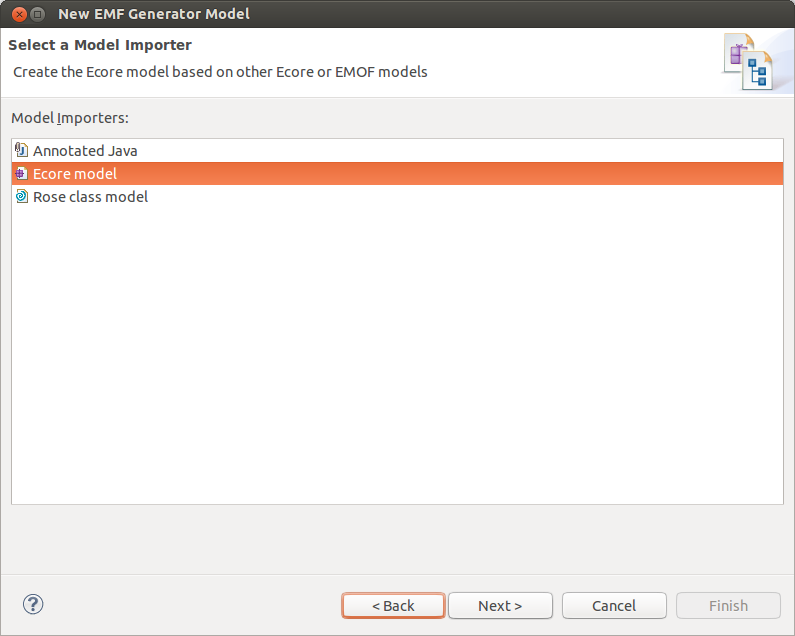 New EMF Generator Model
Select a Model Importer
Create the Ecore model based on other Ecore or EMOF models
Model Importers:
Annotated Java
Ecore model
Rose class model
?
< Back
Next >
Cancel
Finish